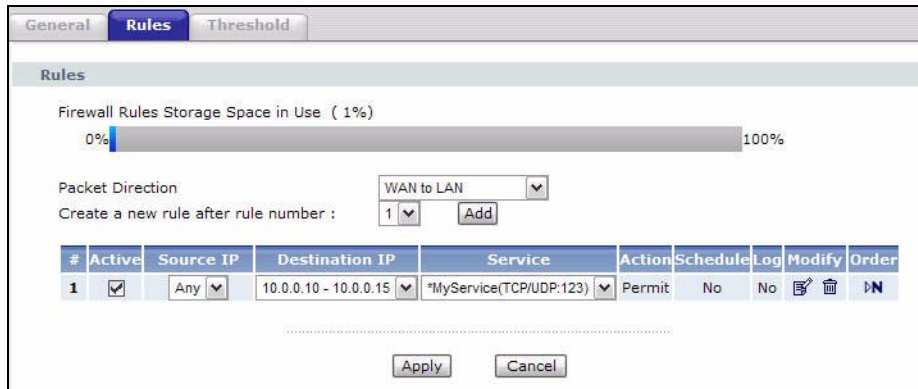 General Rules Threshold
Rules
Firewall Rules Storage Space in Use ( 1%)
0% 100%
Packet Direction WAN to LAN
Create a new rule after rule number : 1 Add
# Active Source IP Destination IP Service Action Schedule Log Modify Order
1 Any 10.0.0.10 - 10.0.0.15 *MyService(TCP/UDP:123) Permit No No N
Apply Cancel